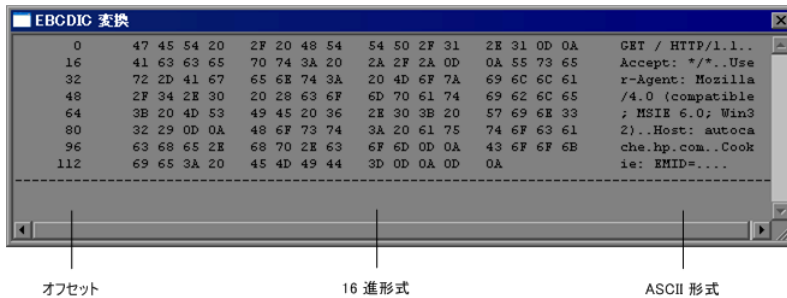 EBCDIC 変換
0 47 45 54 20 2F 20 48 54 54 50 2F 31 2E 31 0D 0A GET / HTTP/1.1..
16 41 63 63 65 70 74 3A 20 2A 2F 2A 0D 0A 55 73 65 Accept: */*..Use
32 72 2D 41 67 65 6E 74 3A 20 4D 6F 7A 69 6C 6C 61 r-Agent: Mozilla
48 2F 34 2E 30 20 28 63 6F 6D 70 61 74 69 62 6C 65 /4.0 (compatible
64 3B 20 4D 53 49 45 20 36 2E 30 3B 20 57 69 6E 33 ; MSIE 6.0; Win3
80 32 29 0D 0A 48 6F 73 74 3A 20 61 75 74 6F 63 61 2)..Host: autoca
96 63 68 65 2E 68 70 2E 63 6F 6D 0D 0A 43 6F 6F 6B che.hp.com..Cook
112 69 65 3A 20 45 4D 49 44 3D 0D 0A 0D 0A ie: EMID=....
オフセット 16 進形式 ASCII 形式